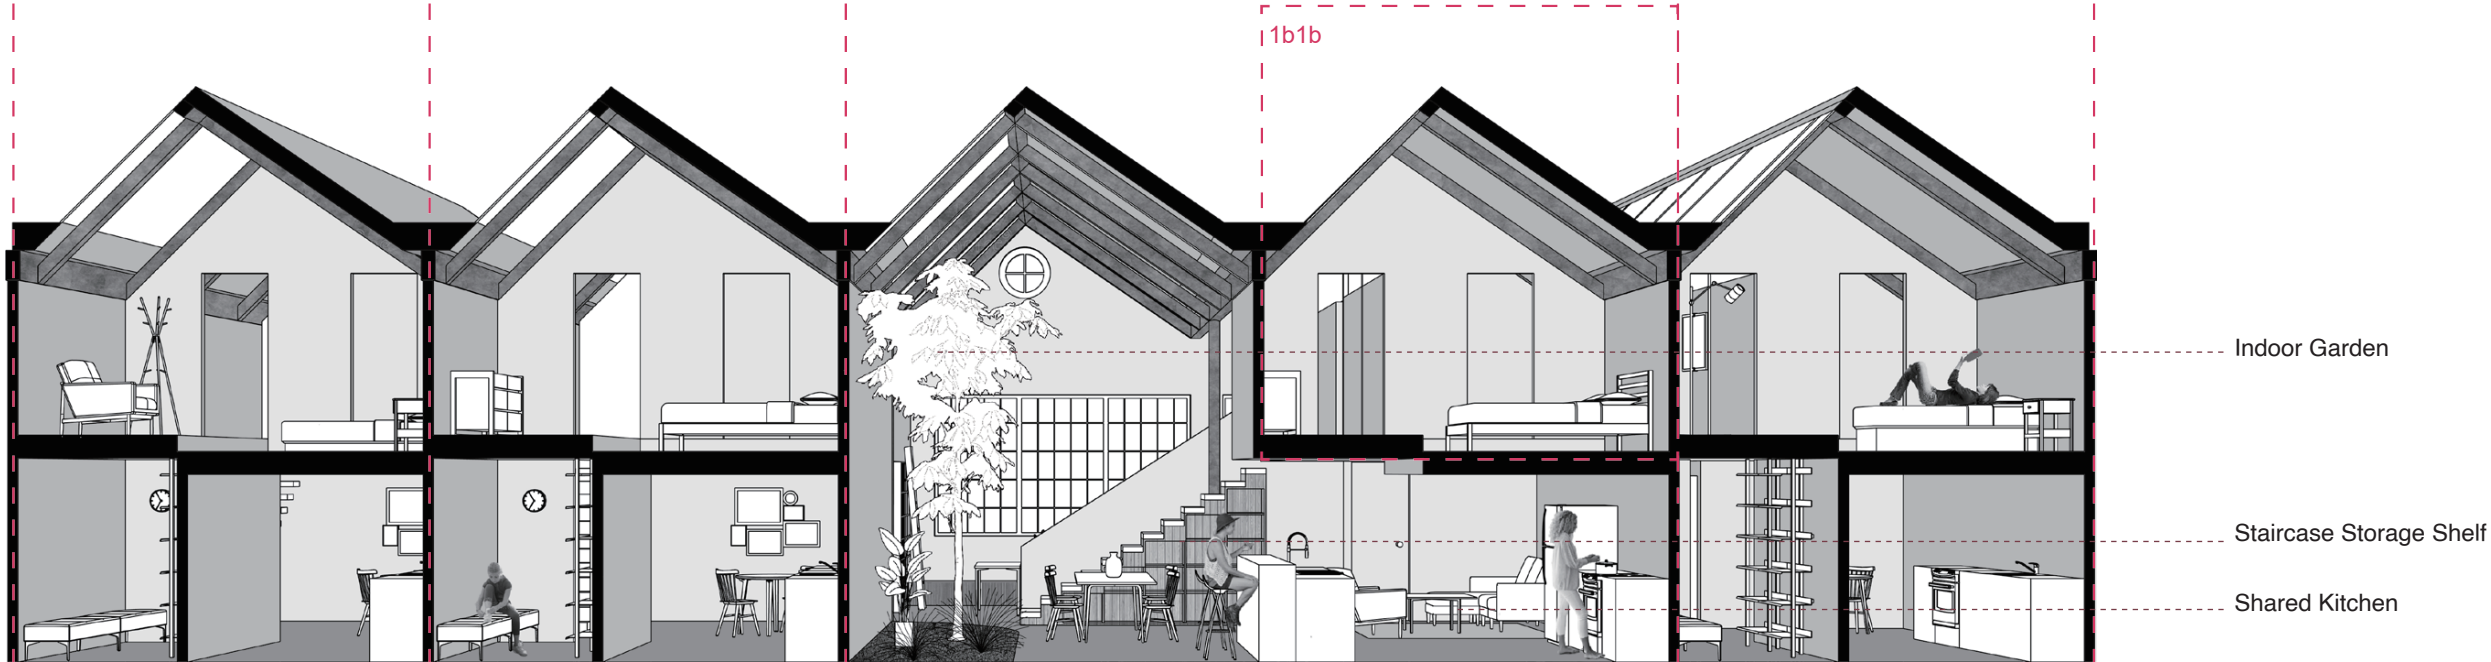 1b1b
Indoor Garden
Staircase Storage Shelf
Shared Kitchen